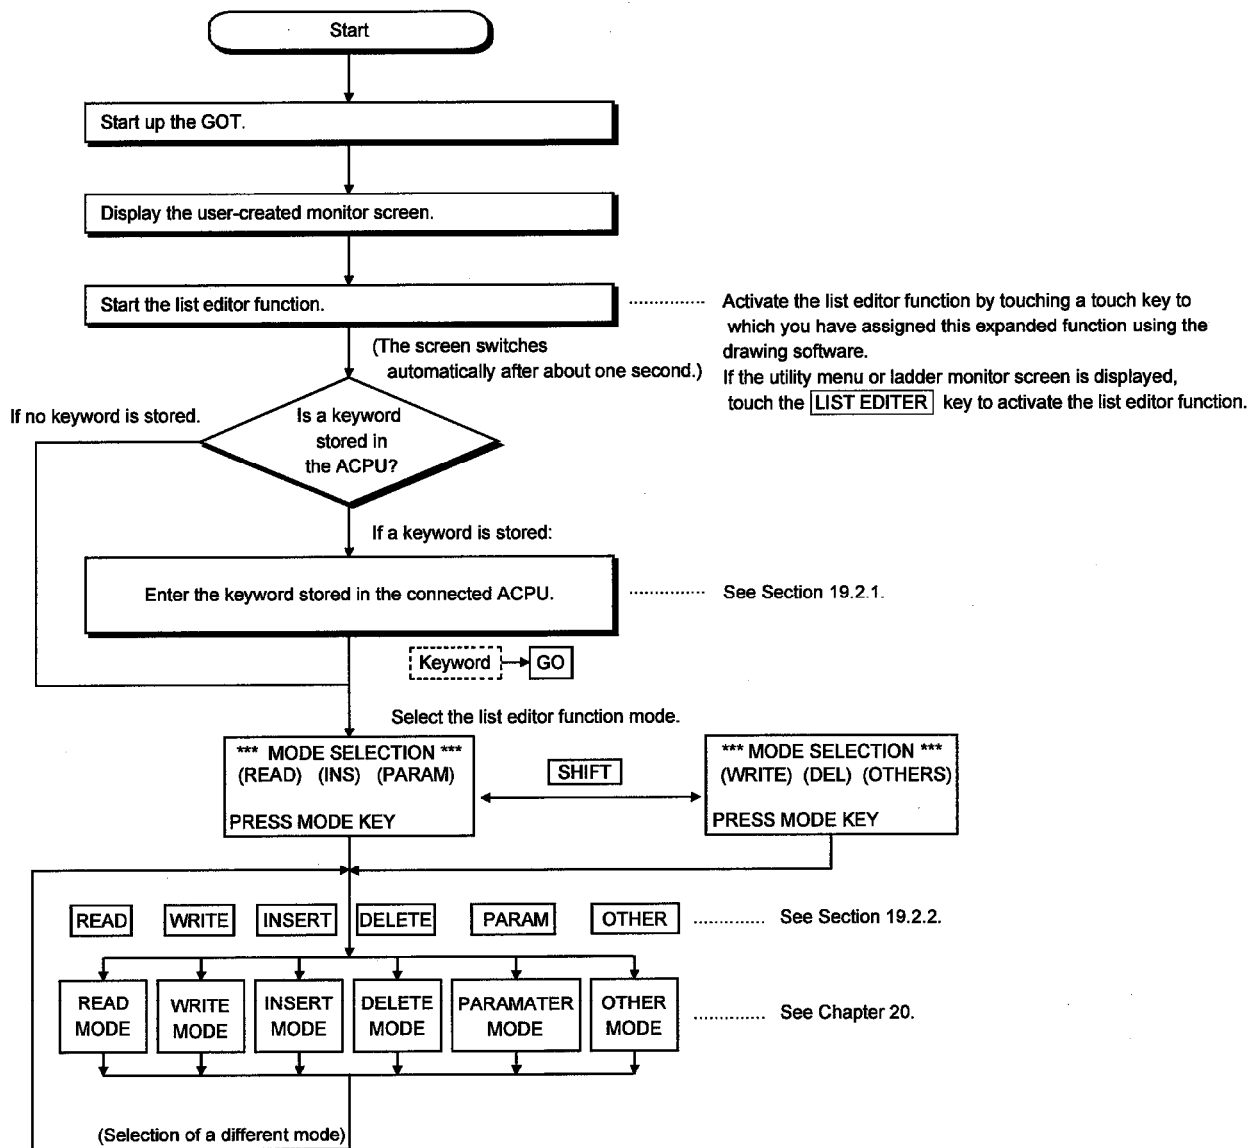 Start
Start up the GOT.
Display the user-created monitor screen.
Start the list editor function.
Activate the list editor function by touching a touch key to
which you have assigned this expanded function using the
drawing software.
If the utility menu or ladder monitor screen is displayed,
touch the LIST EDITER key to activate the list editor function.
(The screen switches
automatically after about one second.)
If no keyword is stored.
Is a keyword
stored in
the ACPU?
If a keyword is stored:
Enter the keyword stored in the connected ACPU.
See Section 19.2.1.
Keyword GO
Select the list editor function mode.
*** MODE SELECTION ***
(READ) (INS) (PARAM)
PRESS MODE KEY
SHIFT
*** MODE SELECTION ***
(WRITE) (DEL) (OTHERS)
PRESS MODE KEY
READ WRITE INSERT DELETE PARAM OTHER
See Section 19.2.2.
READ
MODE
WRITE
MODE
INSERT
MODE
DELETE
MODE
PARAMATER
MODE
OTHER
MODE
See Chapter 20.
(Selection of a different mode)